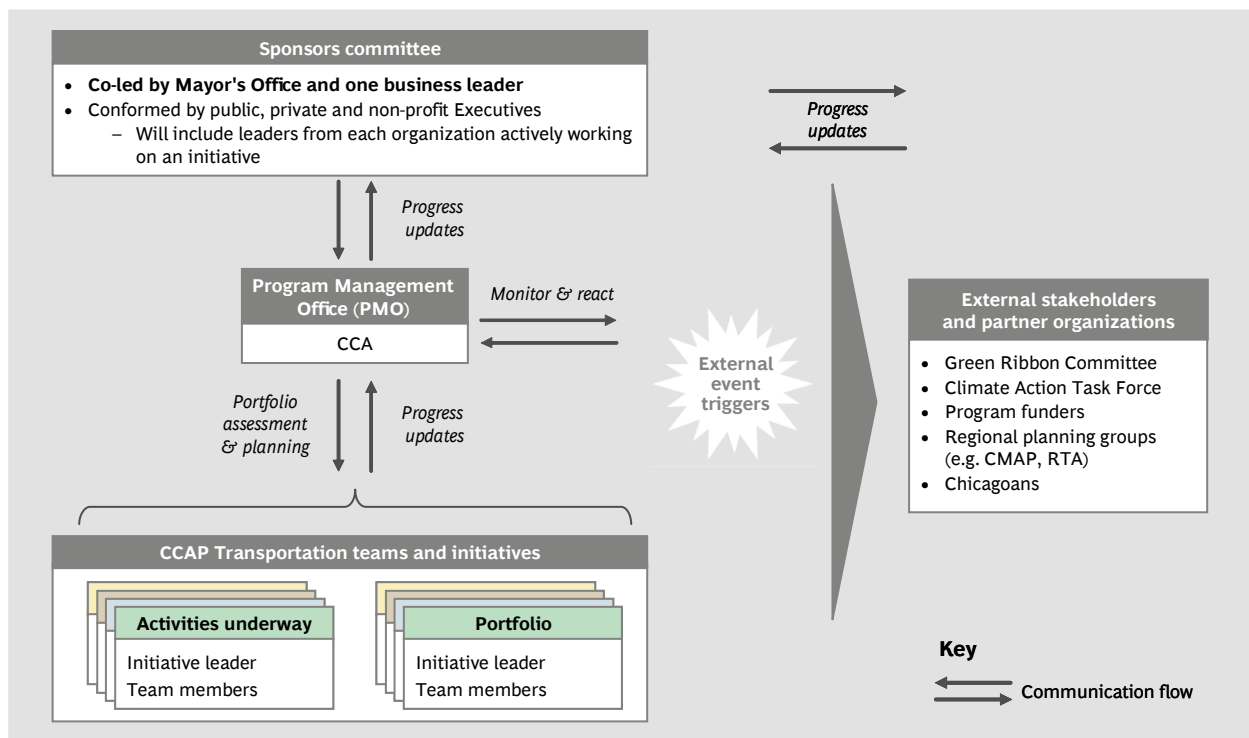 Sponsors committee
• Co-led by Mayor's Office and one business leader
• Conformed by public, private and non-profit Executives
– Will include leaders from each organization actively working
on an initiative
Progress
updates
Progress
updates
Program Management
Office (PMO)
CCA
Monitor & react
External
event
triggers
External stakeholders
and partner organizations
• Green Ribbon Committee
• Climate Action Task Force
• Program funders
• Regional planning groups
(e.g. CMAP, RTA)
• Chicagoans
Portfolio
assessment
& planning
Progress
updates
CCAP Transportation teams and initiatives
Activities underway
Initiative leader
Team members
Portfolio
Initiative leader
Team members
Key
Communication flow